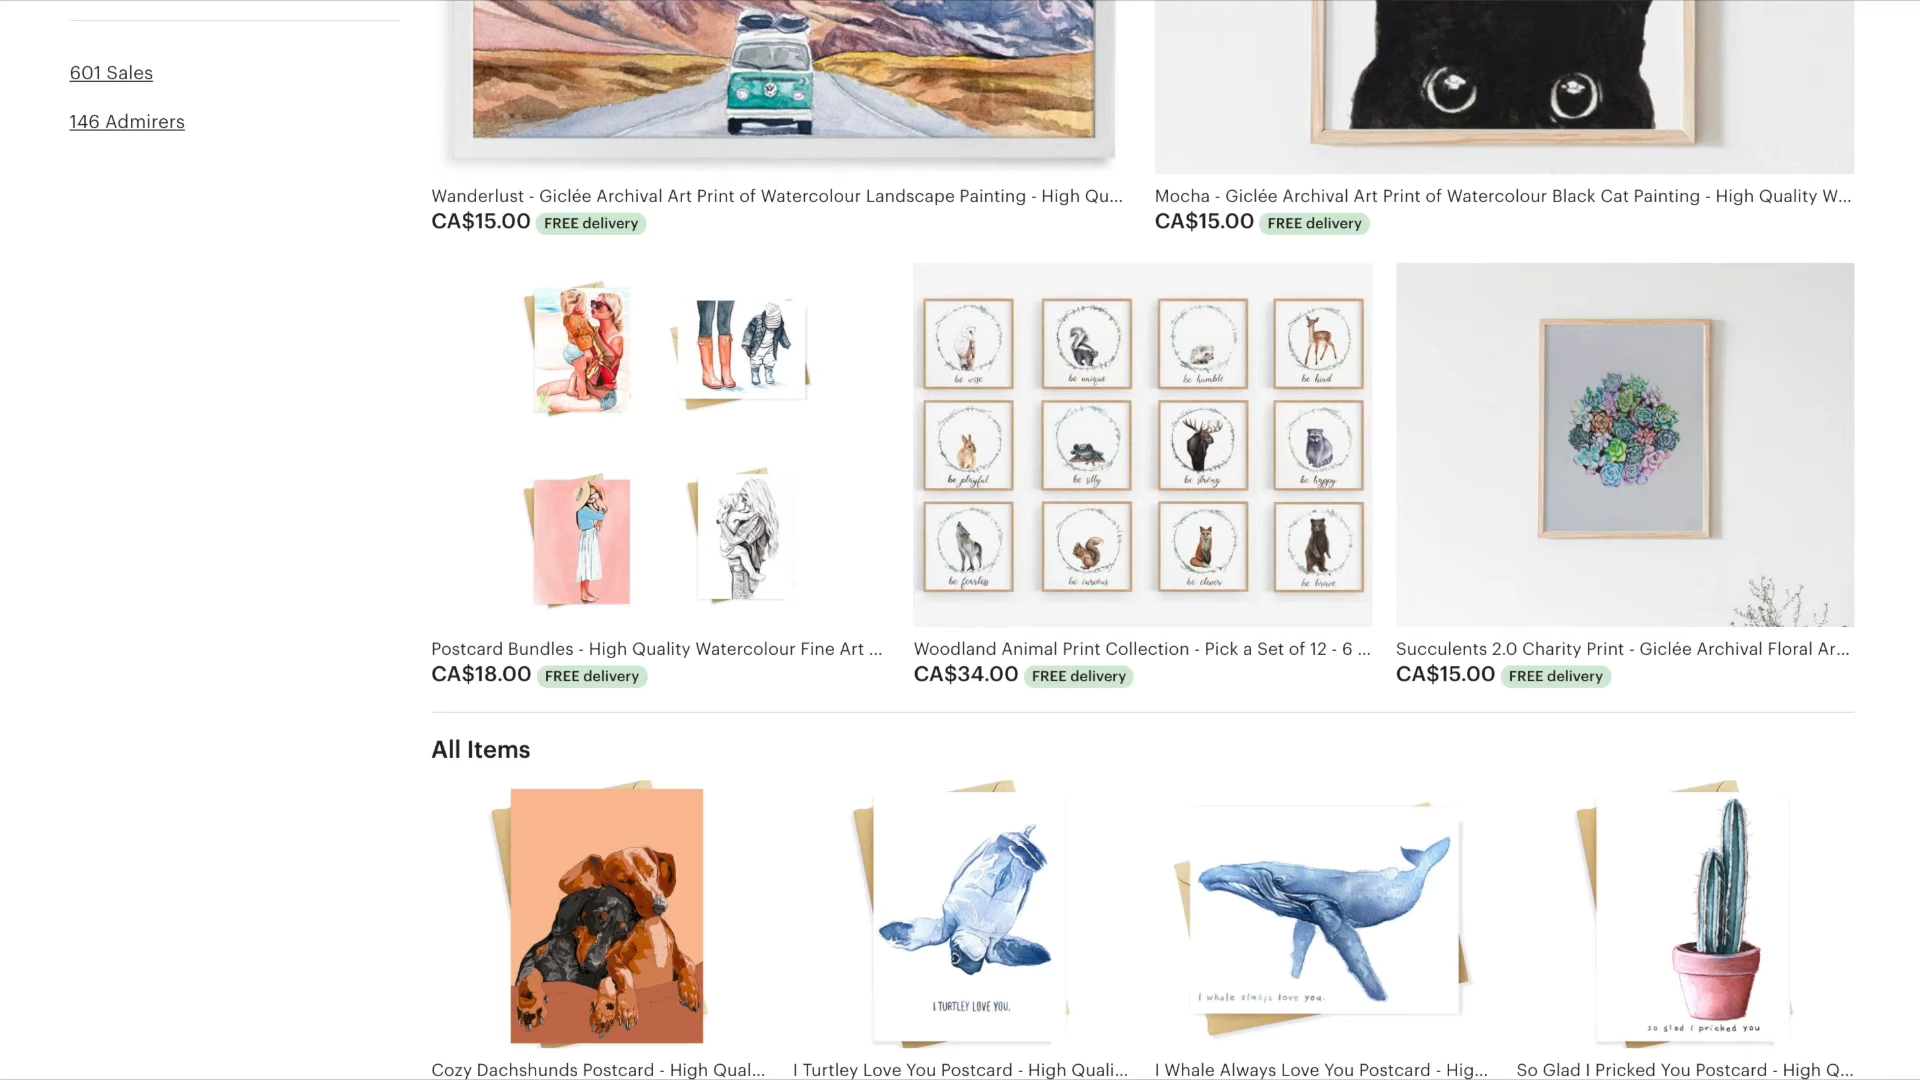 601 Sales
146 Admirers
Wanderlust - Giclée Archival Art Print of Watercolour Landscape Painting - High Qu...
CA$15.00 FREE delivery
Mocha - Giclée Archival Art Print of Watercolour Black Cat Painting - High Quality W...
CA$15.00 FREE delivery
be wise
be unique
be humble
be kind
be playful
be silly
be strong
be happy
be fearless
be curious
be clever
be brave
Postcard Bundles - High Quality Watercolour Fine Art ...
CA$18.00 FREE delivery
Woodland Animal Print Collection - Pick a Set of 12 - 6 ...
CA$34.00 FREE delivery
Succulents 2.0 Charity Print - Giclée Archival Floral Ar...
CA$15.00 FREE delivery
All Items
I TURTLEY LOVE YOU.
I whale always love you.
so glad i pricked you
Cozy Dachshunds Postcard - High Qual...
I Turtley Love You Postcard - High Quali...
I Whale Always Love You Postcard - Hig...
So Glad I Pricked You Postcard - High Q...